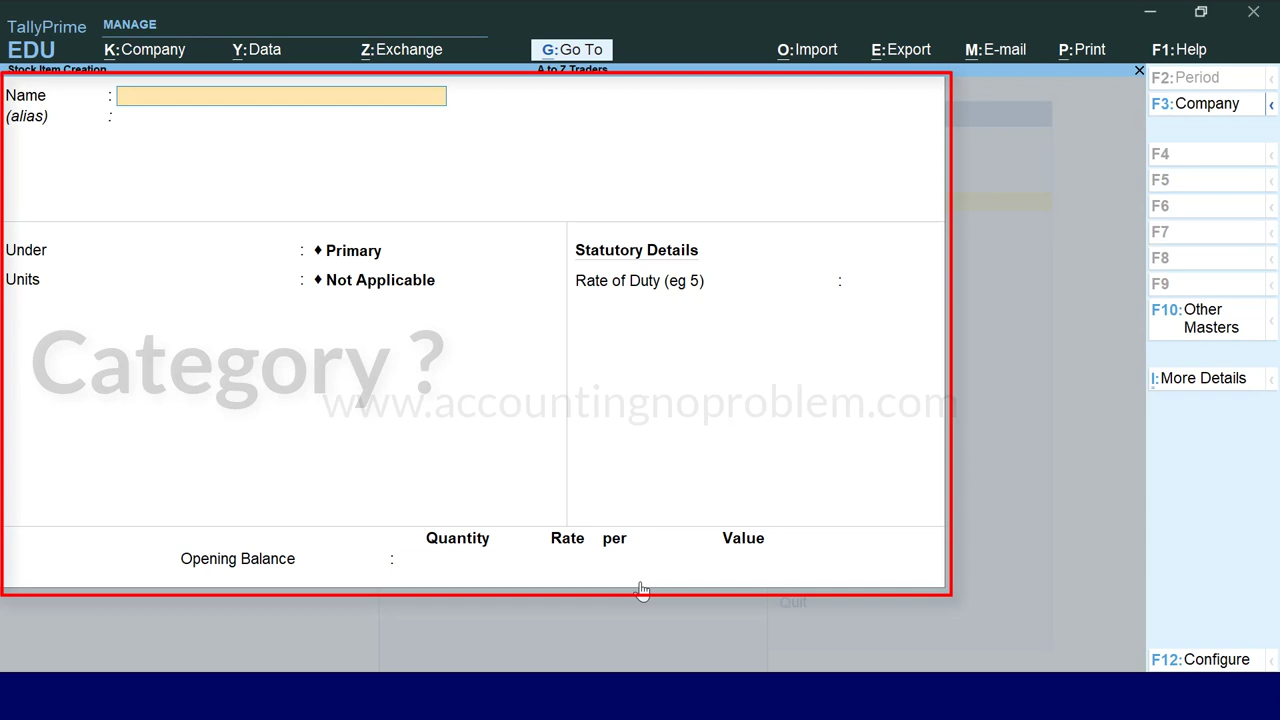 TallyPrime
EDU
MANAGE
K:Company Y:Data Z:Exchange G:Go To O:Import E:Export M:E-mail P:Print F1:Help
Stock Item Creation A to Z Traders
Name :
(alias) :
Under : ♦ Primary
Units : ♦ Not Applicable
Statutory Details
Rate of Duty (eg 5) :
Category ?
www.accountingnoproblem.com
Quantity Rate per Value
Opening Balance :
Quit
F2:Period
F3:Company
F4
F5
F6
F7
F8
F9
F10:Other
Masters
I:More Details
F12:Configure